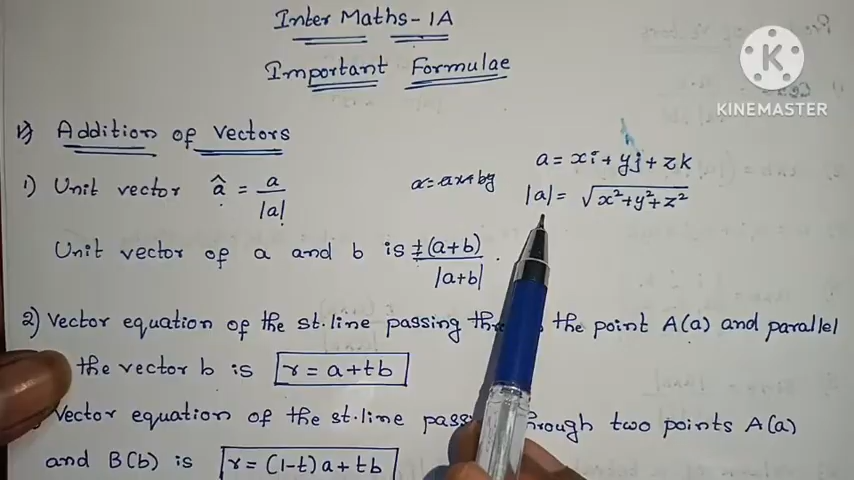 Inter Maths-IA
Important Formulae
KINEMASTER
1) Addition of Vectors
a = xi + yj + zk
1) Unit vector â = a / |a|
|a| = √x²+y²+z²
Unit vector of a and b is ±(a+b) / |a+b| .
2) Vector equation of the st.line passing the point A(a) and parallel
the vector b is r = a+tb
Vector equation of the st.line through two points A(a)
and B(b) is r = (1-t)a+tb